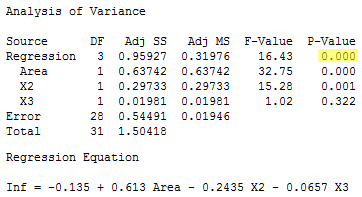 Analysis of Variance
Source DF Adj SS Adj MS F-Value P-Value
Regression 3 0.95927 0.31976 16.43 0.000
Area 1 0.63742 0.63742 32.75 0.000
X2 1 0.29733 0.29733 15.28 0.001
X3 1 0.01981 0.01981 1.02 0.322
Error 28 0.54491 0.01946
Total 31 1.50418
Regression Equation
Inf = -0.135 + 0.613 Area - 0.2435 X2 - 0.0657 X3